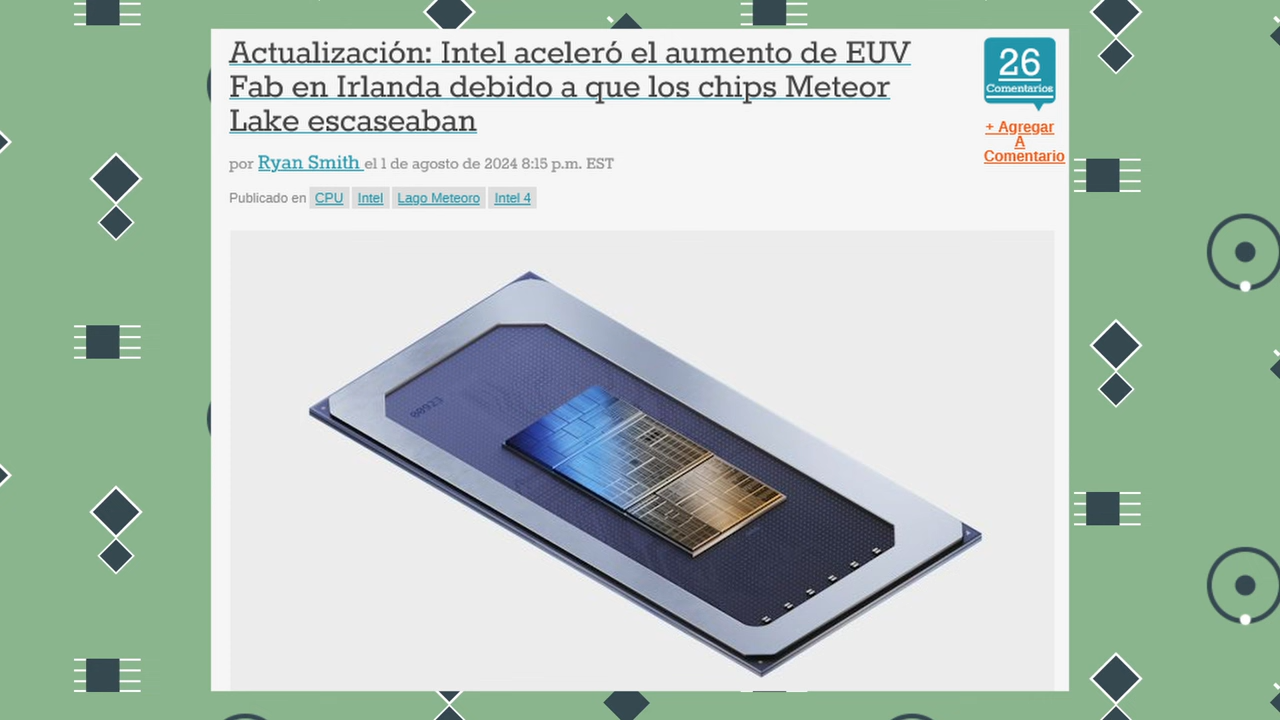 Actualización: Intel aceleró el aumento de EUV
Fab en Irlanda debido a que los chips Meteor
Lake escaseaban
26
Comentarios
+ Agregar
A
Comentario
por Ryan Smith el 1 de agosto de 2024 8:15 p.m. EST
Publicado en CPU Intel Lago Meteoro Intel 4
00923